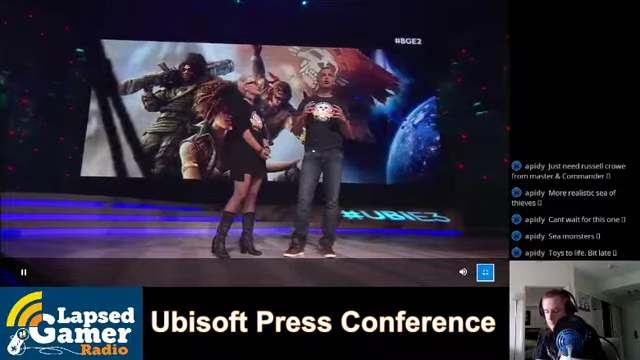 #BGE2
#UBIE3
apidy Just need russell crowe
from master & Commander
apidy More realistic sea of
thieves
apidy Cant wait for this one
apidy Sea monsters
apidy Toys to life. Bit late
Lapsed
Gamer
Radio
Ubisoft Press Conference